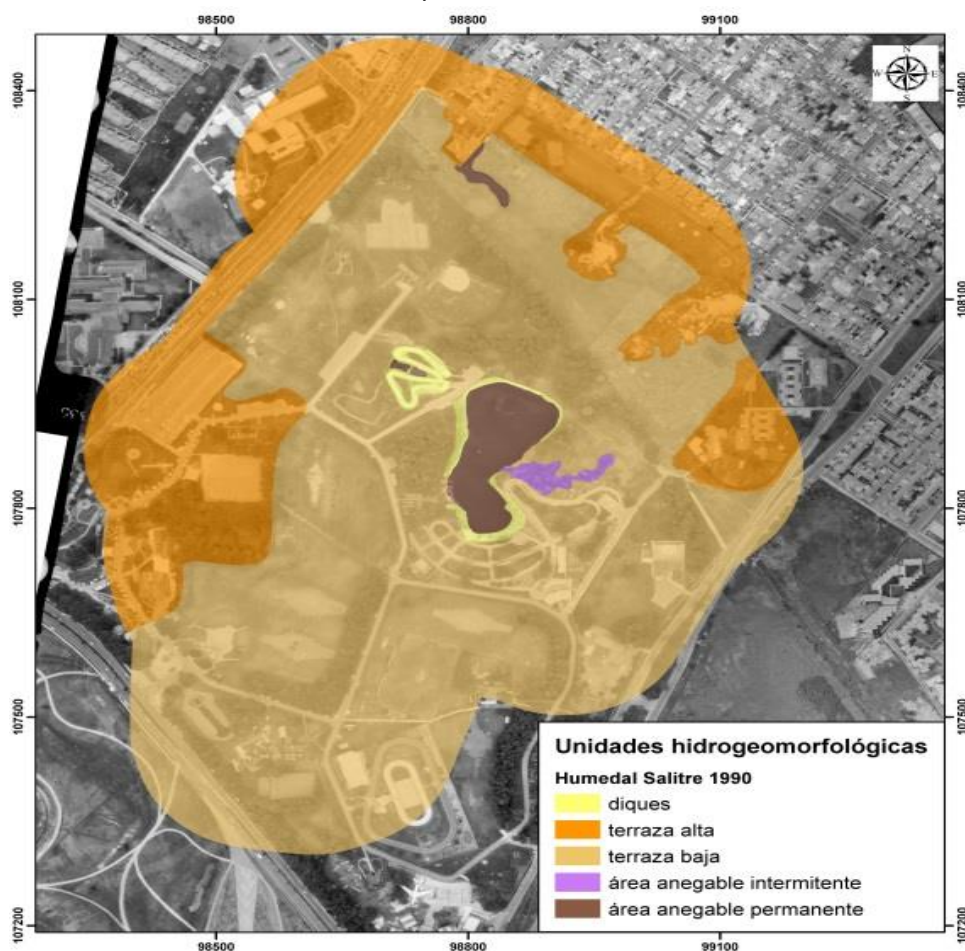 98500 98800 99100
N
W E
S
108400 108400
108100 108100
107800 107800
107500 107500
107200 107200
Unidades hidrogeomorfológicas
Humedal Salitre 1990
diques
terraza alta
terraza baja
área anegable intermitente
área anegable permanente
98500 98800 99100